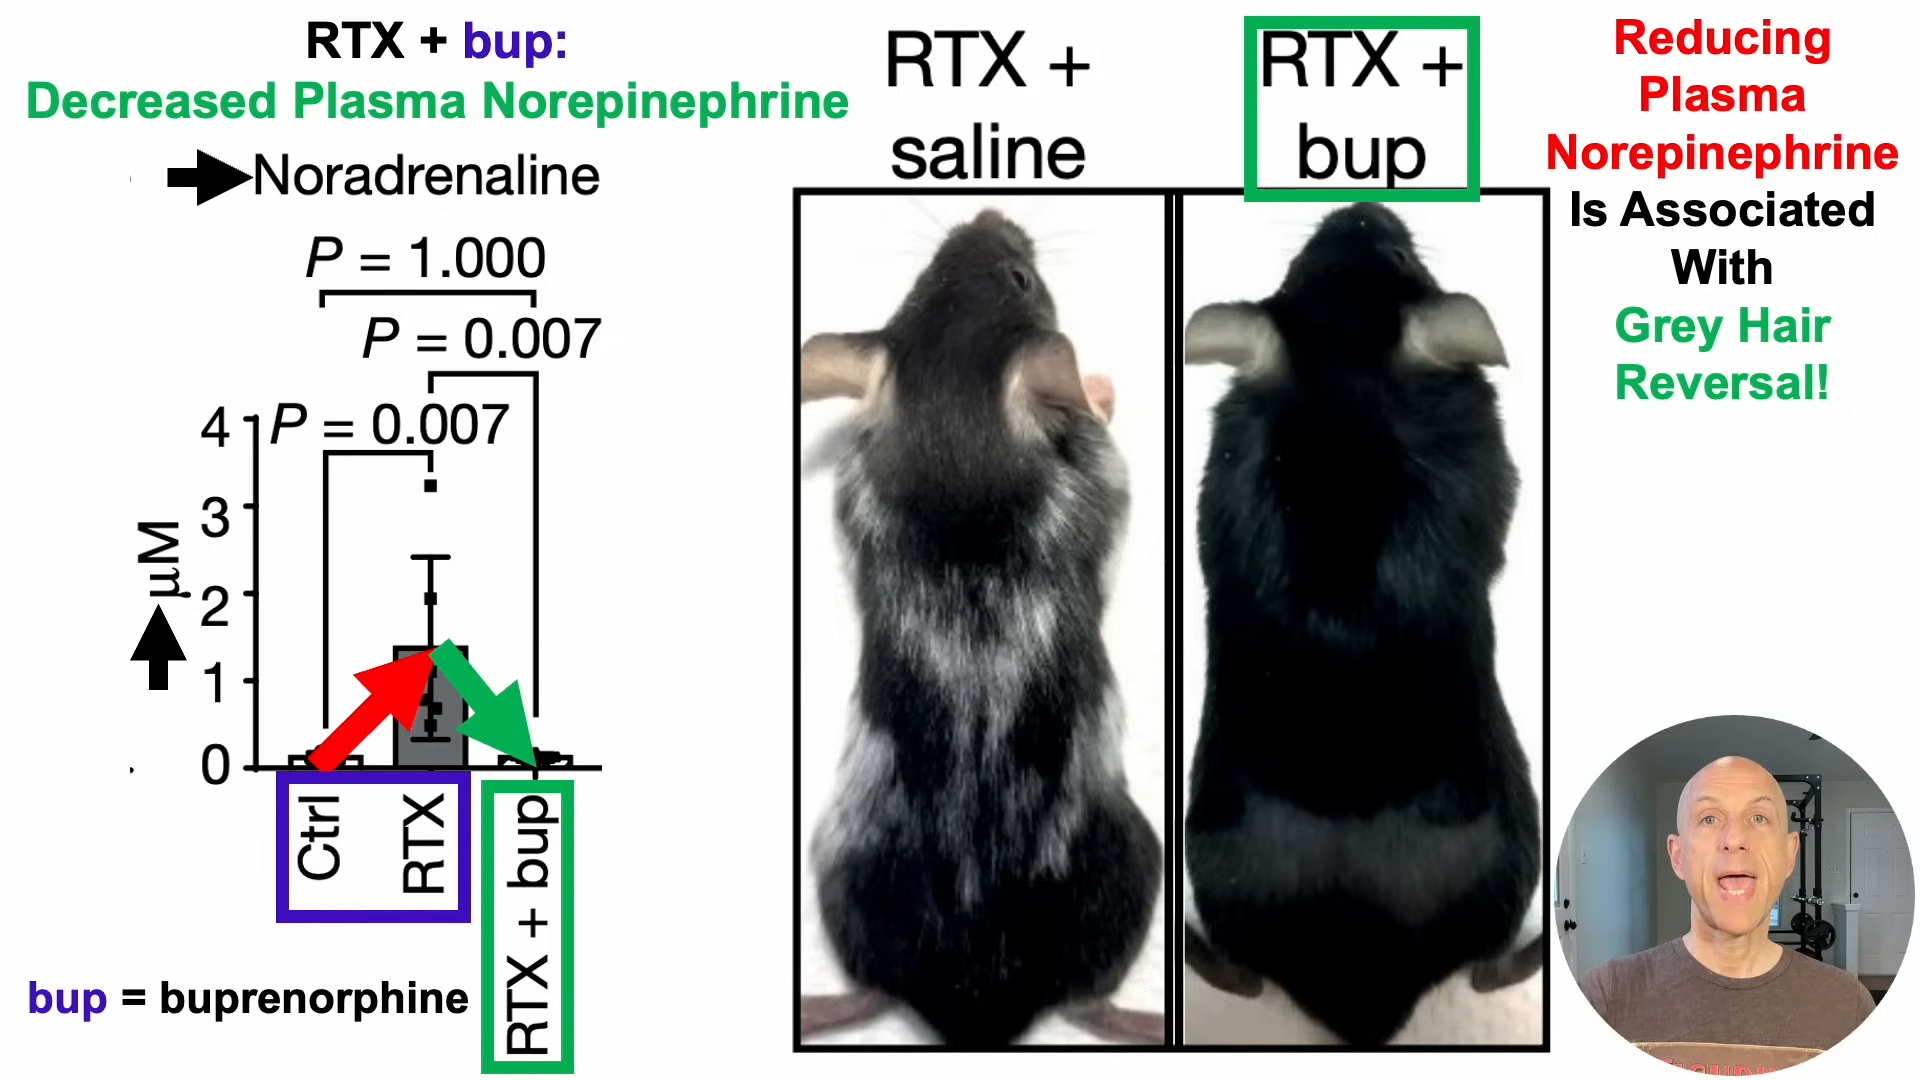 RTX + bup:
Decreased Plasma Norepinephrine
Noradrenaline
P = 1.000
P = 0.007
P = 0.007
4
3
2
1
0
µM
Ctrl
RTX
RTX + bup
bup = buprenorphine
RTX +
saline
RTX +
bup
Reducing
Plasma
Norepinephrine
Is Associated
With
Grey Hair
Reversal!